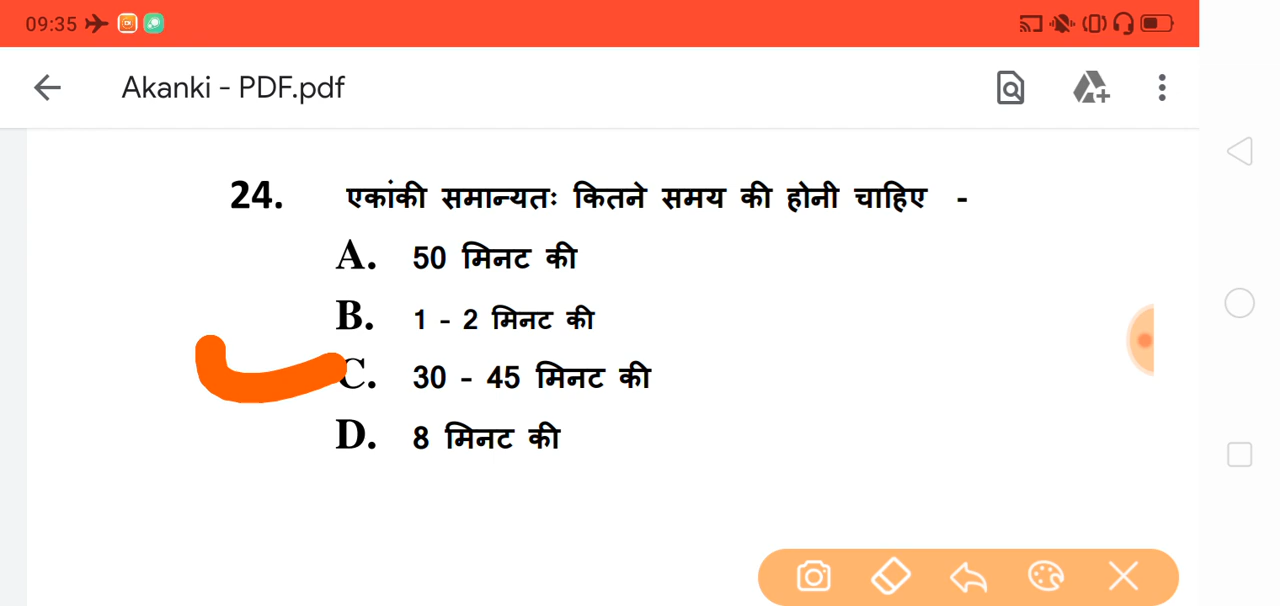 09:35
Akanki - PDF.pdf
24. एकांकी समान्यतः कितने समय की होनी चाहिए -
A. 50 मिनट की
B. 1 - 2 मिनट की
C. 30 - 45 मिनट की
D. 8 मिनट की